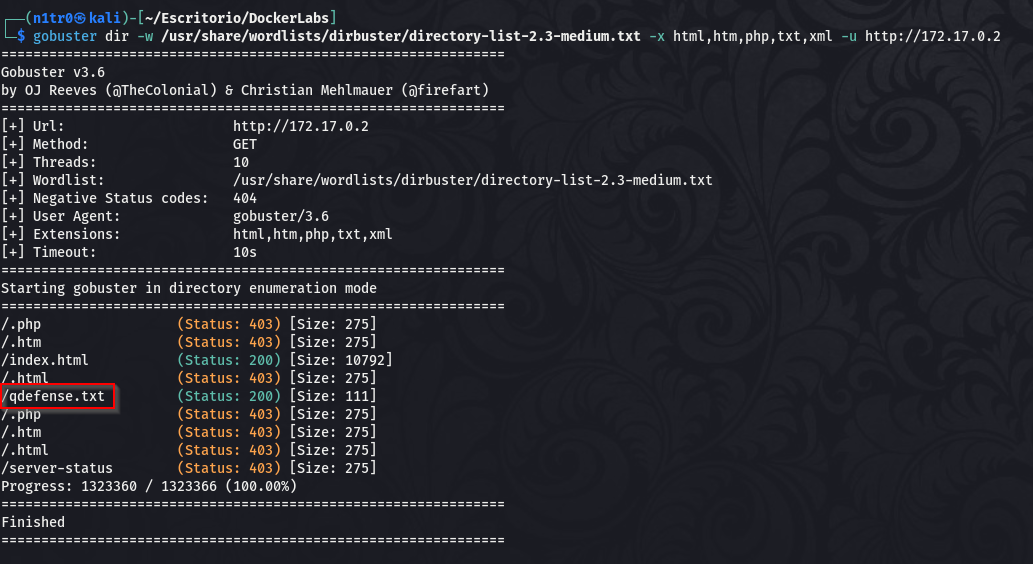 (n1tr0㉿kali)-[~/Escritorio/DockerLabs]
$ gobuster dir -w /usr/share/wordlists/dirbuster/directory-list-2.3-medium.txt -x html,htm,php,txt,xml -u http://172.17.0.2
===============================================================
Gobuster v3.6
by OJ Reeves (@TheColonial) & Christian Mehlmauer (@firefart)
===============================================================
[+] Url:                     http://172.17.0.2
[+] Method:                  GET
[+] Threads:                 10
[+] Wordlist:                /usr/share/wordlists/dirbuster/directory-list-2.3-medium.txt
[+] Negative Status codes:   404
[+] User Agent:              gobuster/3.6
[+] Extensions:              html,htm,php,txt,xml
[+] Timeout:                 10s
===============================================================
Starting gobuster in directory enumeration mode
===============================================================
/.php                 (Status: 403) [Size: 275]
/.htm                 (Status: 403) [Size: 275]
/index.html           (Status: 200) [Size: 10792]
/.html                (Status: 403) [Size: 275]
/qdefense.txt         (Status: 200) [Size: 111]
/.php                 (Status: 403) [Size: 275]
/.htm                 (Status: 403) [Size: 275]
/.html                (Status: 403) [Size: 275]
/server-status        (Status: 403) [Size: 275]
Progress: 1323360 / 1323366 (100.00%)
===============================================================
Finished
===============================================================